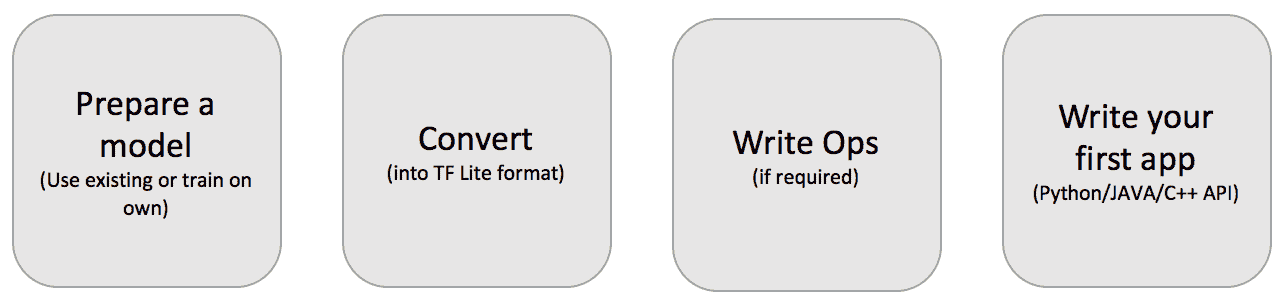 Prepare a
model
(Use existing or train on
own)
Convert
(into TF Lite format)
Write Ops
(if required)
Write your
first app
(Python/JAVA/C++ API)